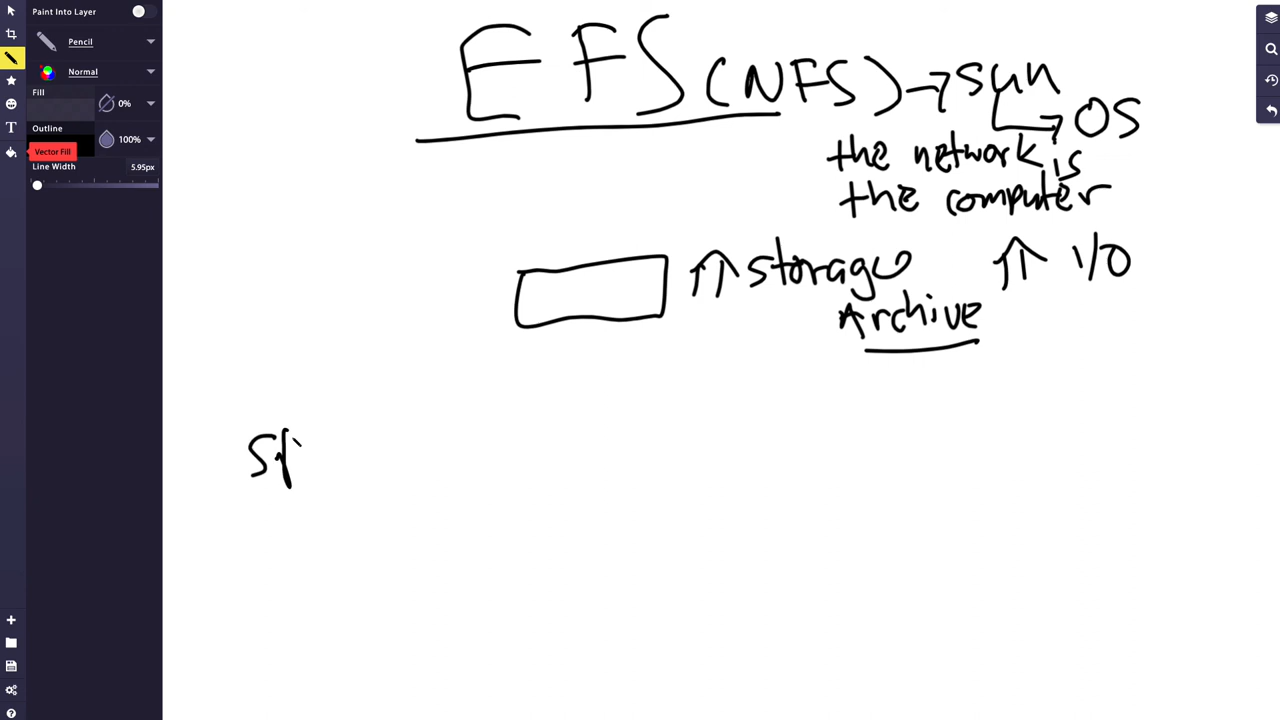 Paint Into Layer
Pencil
Normal
Fill
0%
Outline
100%
Vector Fill
Line Width 5.95px
EFS (NFS) → sun
→ OS
the network is
the computer
↑↑ storage ↑↑ I/O
Archive